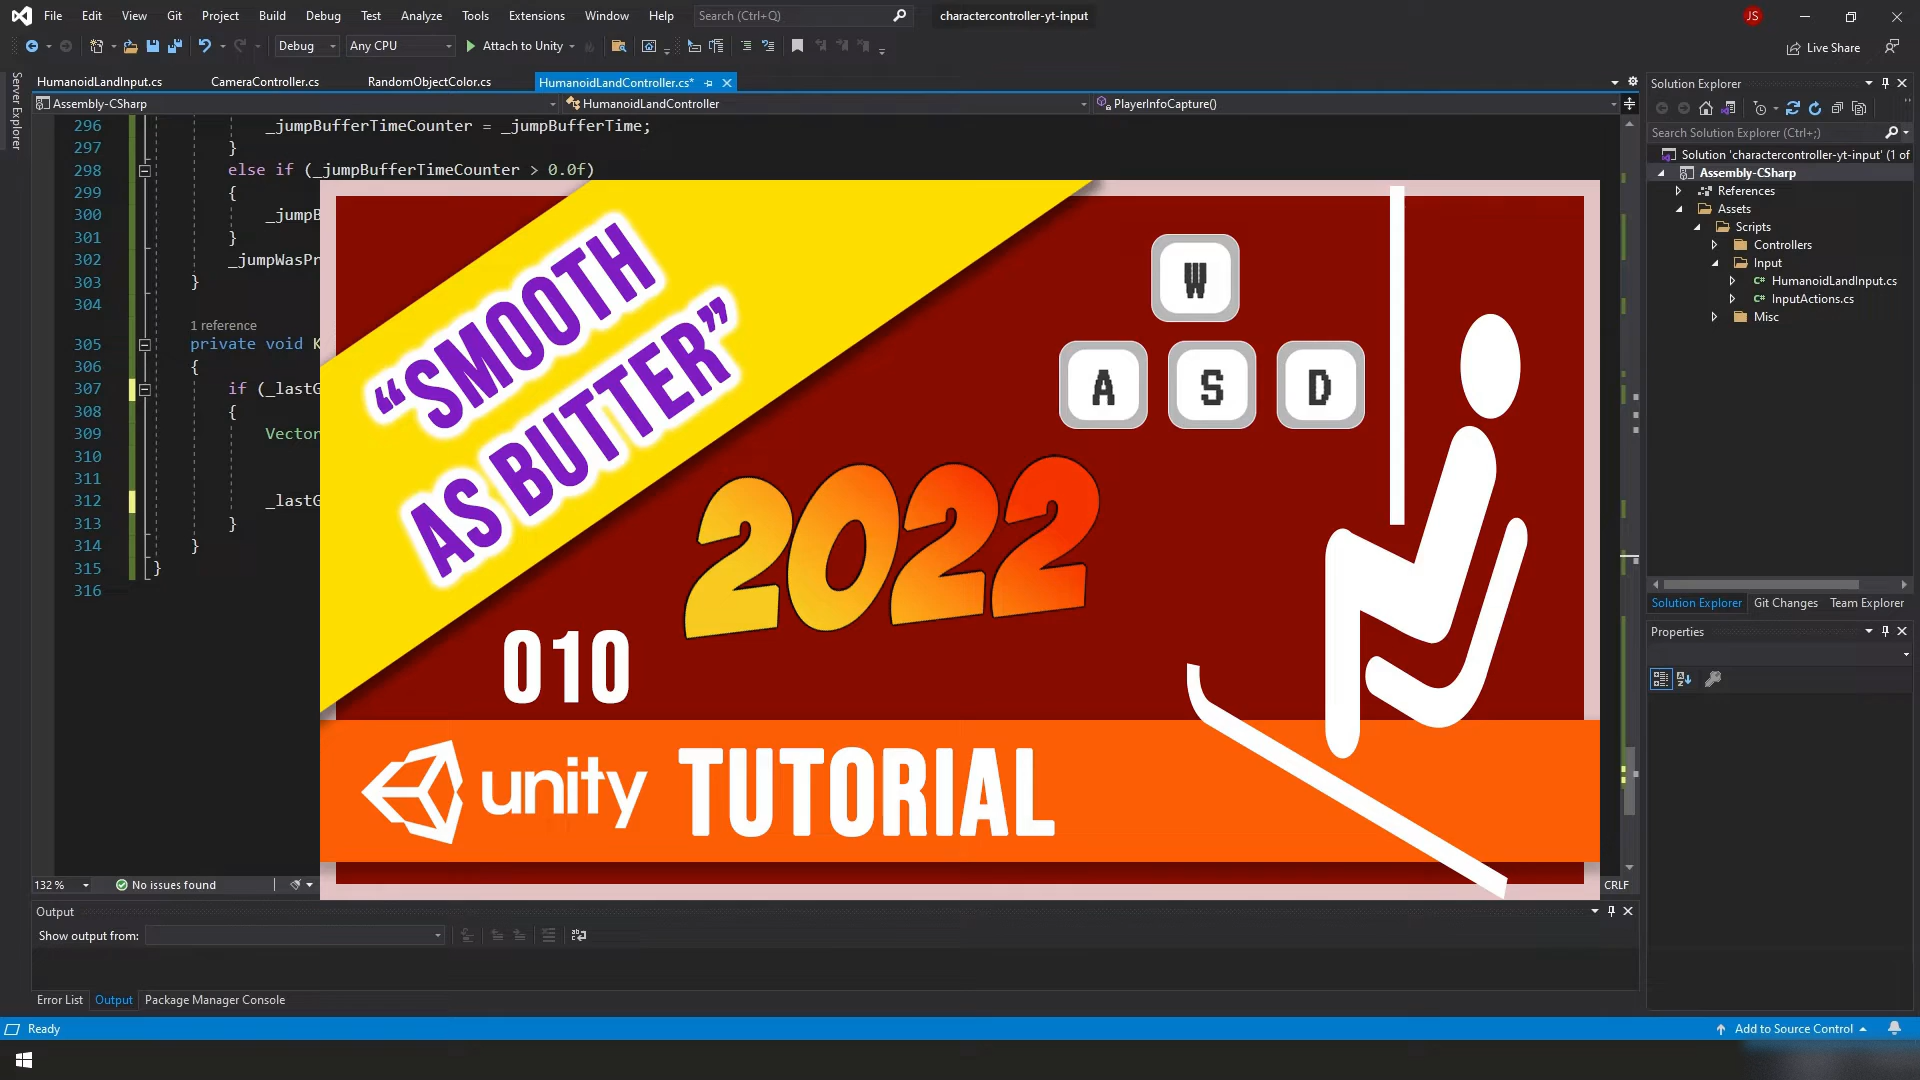 File Edit View Git Project Build Debug Test Analyze Tools Extensions Window Help Search (Ctrl+Q) charactercontroller-yt-input JS
Debug Any CPU Attach to Unity Live Share
Server Explorer
HumanoidLandInput.cs CameraController.cs RandomObjectColor.cs HumanoidLandController.cs*
Assembly-CSharp HumanoidLandController PlayerInfoCapture()
296 _jumpBufferTimeCounter = _jumpBufferTime;
297 }
298 else if (_jumpBufferTimeCounter > 0.0f)
299 {
300 _jumpB
301 }
302 _jumpWasPr
303 }
304
1 reference
305 private void K
306 {
307 if (_lastG
308 {
309 Vector
310
311
312 _lastG
313 }
314 }
315 }
316
“SMOOTH
AS BUTTER”
W
A S D
2022
010
unity TUTORIAL
132 % No issues found CRLF
Output
Show output from:
Error List Output Package Manager Console
Ready Add to Source Control
Solution Explorer
Search Solution Explorer (Ctrl+;)
Solution 'charactercontroller-yt-input' (1 of
Assembly-CSharp
References
Assets
Scripts
Controllers
Input
HumanoidLandInput.cs
InputActions.cs
Misc
Solution Explorer Git Changes Team Explorer
Properties